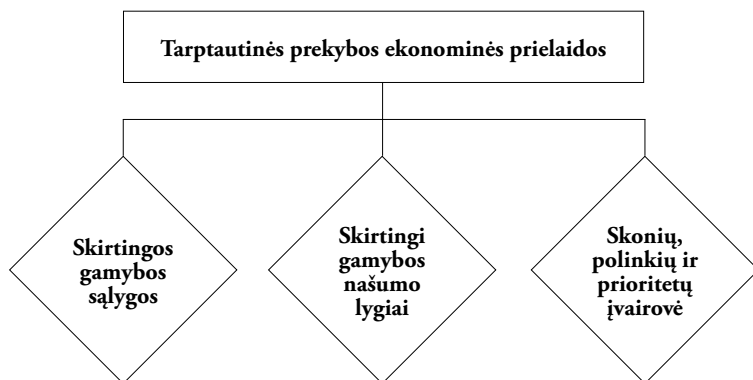 Tarptautinės prekybos ekonominės prielaidos
Skirtingos
gamybos
sąlygos
Skirtingi
gamybos
našumo
lygiai
Skonių,
polinkių ir
prioritetų
įvairovė